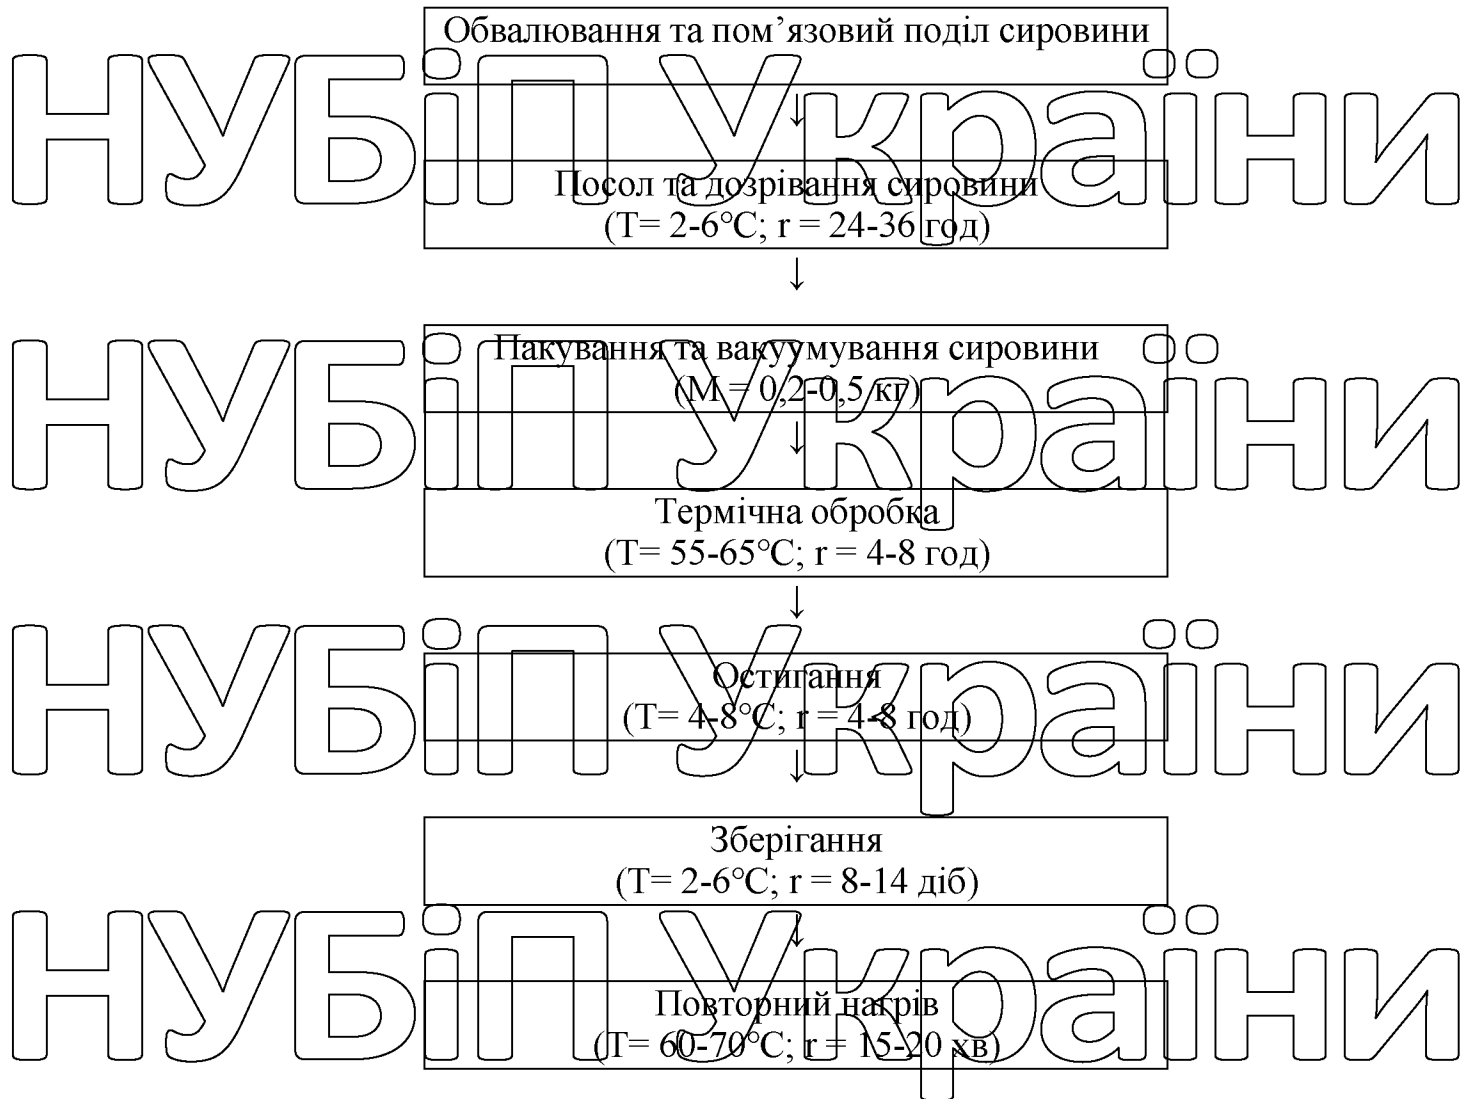 Обвалювання та пом’язовий поділ сировини
НУБіП України
↓
Посол та дозрівання сировини
(Т= 2-6°С; r = 24-36 год)
↓
Пакування та вакуумування сировини
НУБіП України
(М = 0,2-0,5 кг)
↓
Термічна обробка
(Т= 55-65°С; r = 4-8 год)
↓
НУБіП України
Остигання
(Т= 4-8°С; r = 4-8 год)
↓
Зберігання
(Т= 2-6°С; r = 8-14 діб)
↓
НУБіП України
Повторний нагрів
(Т= 60-70°С; r = 15-20 хв)